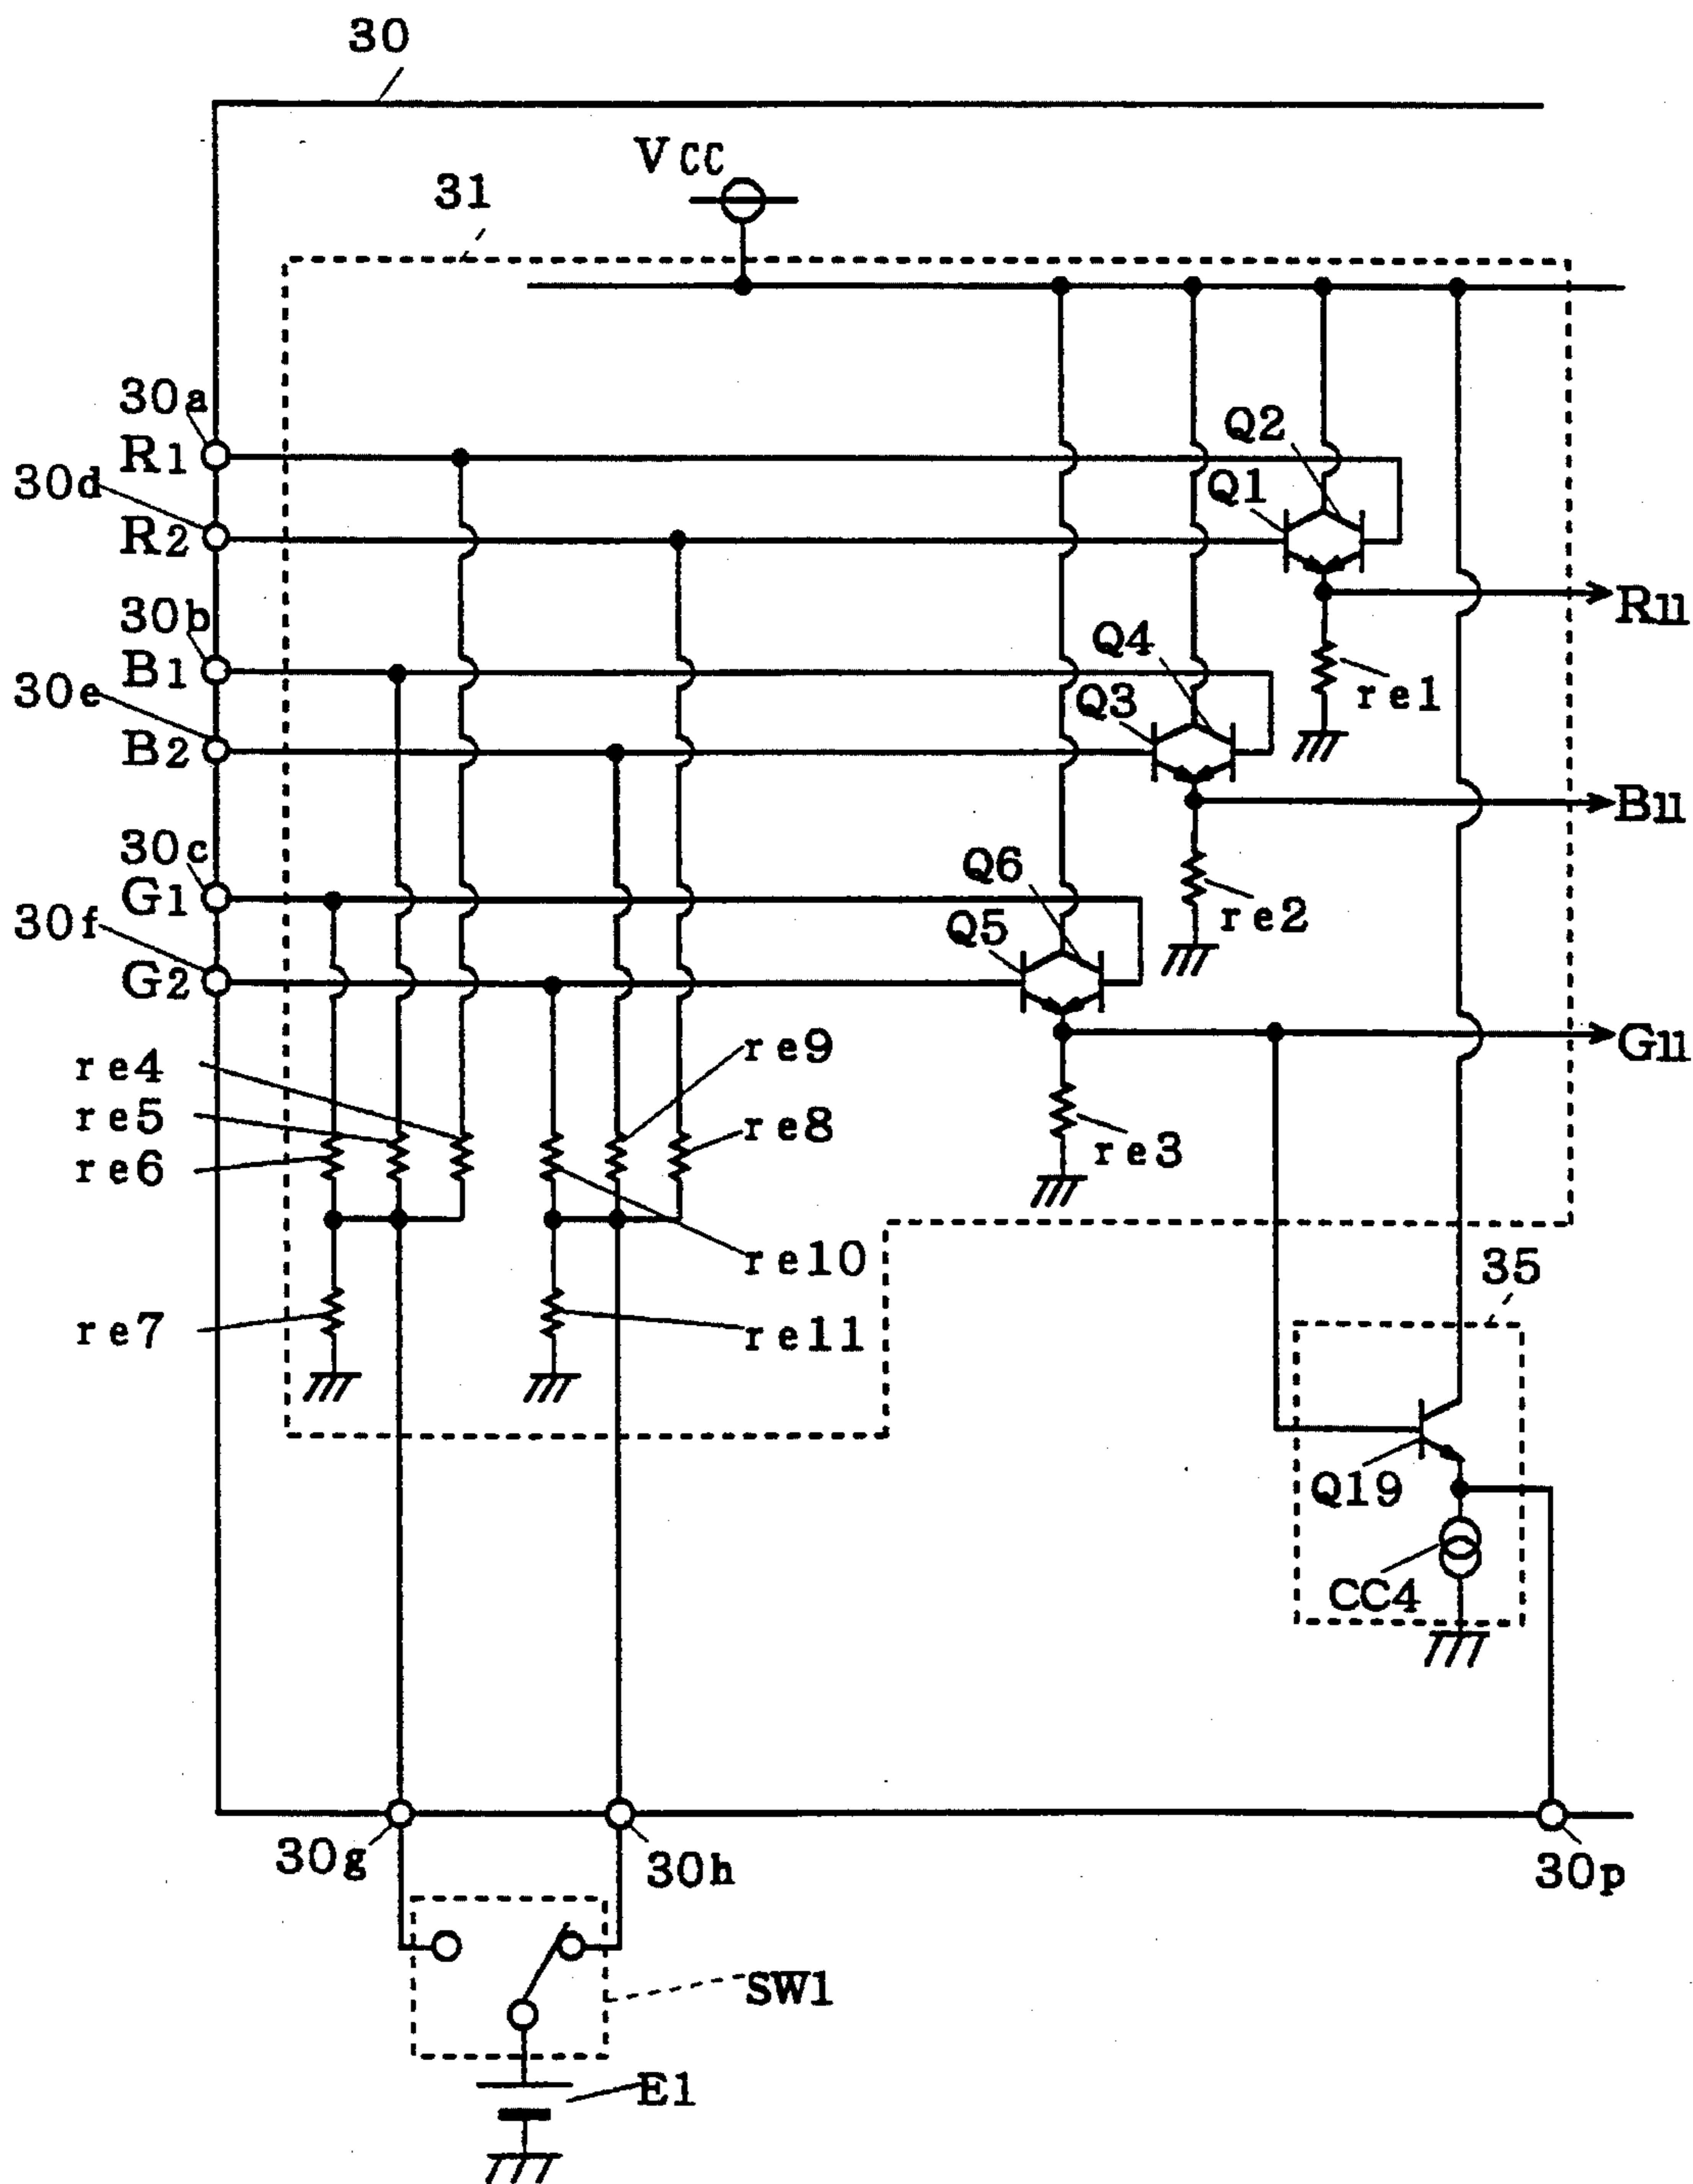 30
VCC
31
30a
R1
Q2
30d
Q1
R2
R11
30b
Q4
B1
re1
30e
Q3
B2
B11
30c
Q6
G1
re2
30f
Q5
G2
G11
re4
re9
re5
re8
re6
re3
re10
35
re7
re11
Q19
CC4
30g
30h
30p
SW1
E1